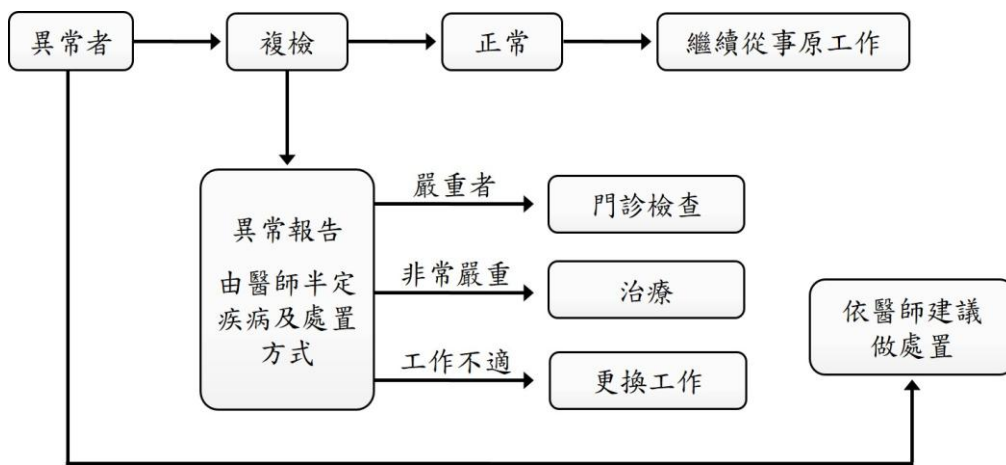 異常者
複檢
正常
繼續從事原工作
異常報告
由醫師半定
疾病及處置
方式
嚴重者
門診檢查
非常嚴重
治療
工作不適
更換工作
依醫師建議
做處置